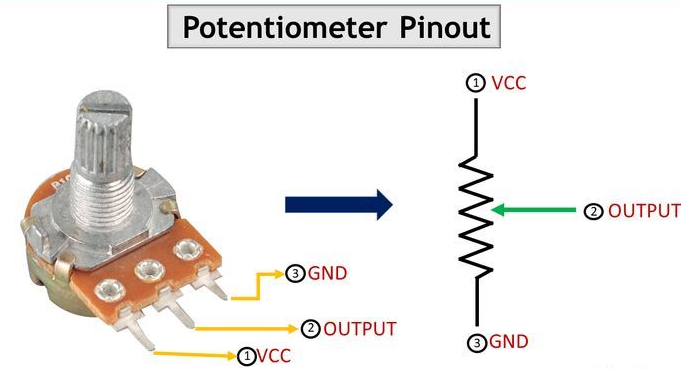 Potentiometer Pinout
① VCC
② OUTPUT
③ GND
③ GND
② OUTPUT
① VCC